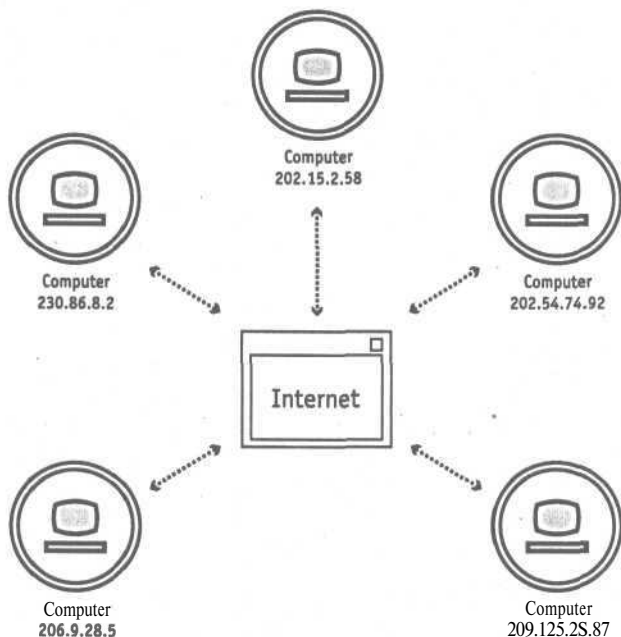 Computer
202.15.2.58
Computer
230.86.8.2
Computer
202.54.74.92
Internet
Computer
206.9.28.5
Computer
209.125.2S.87